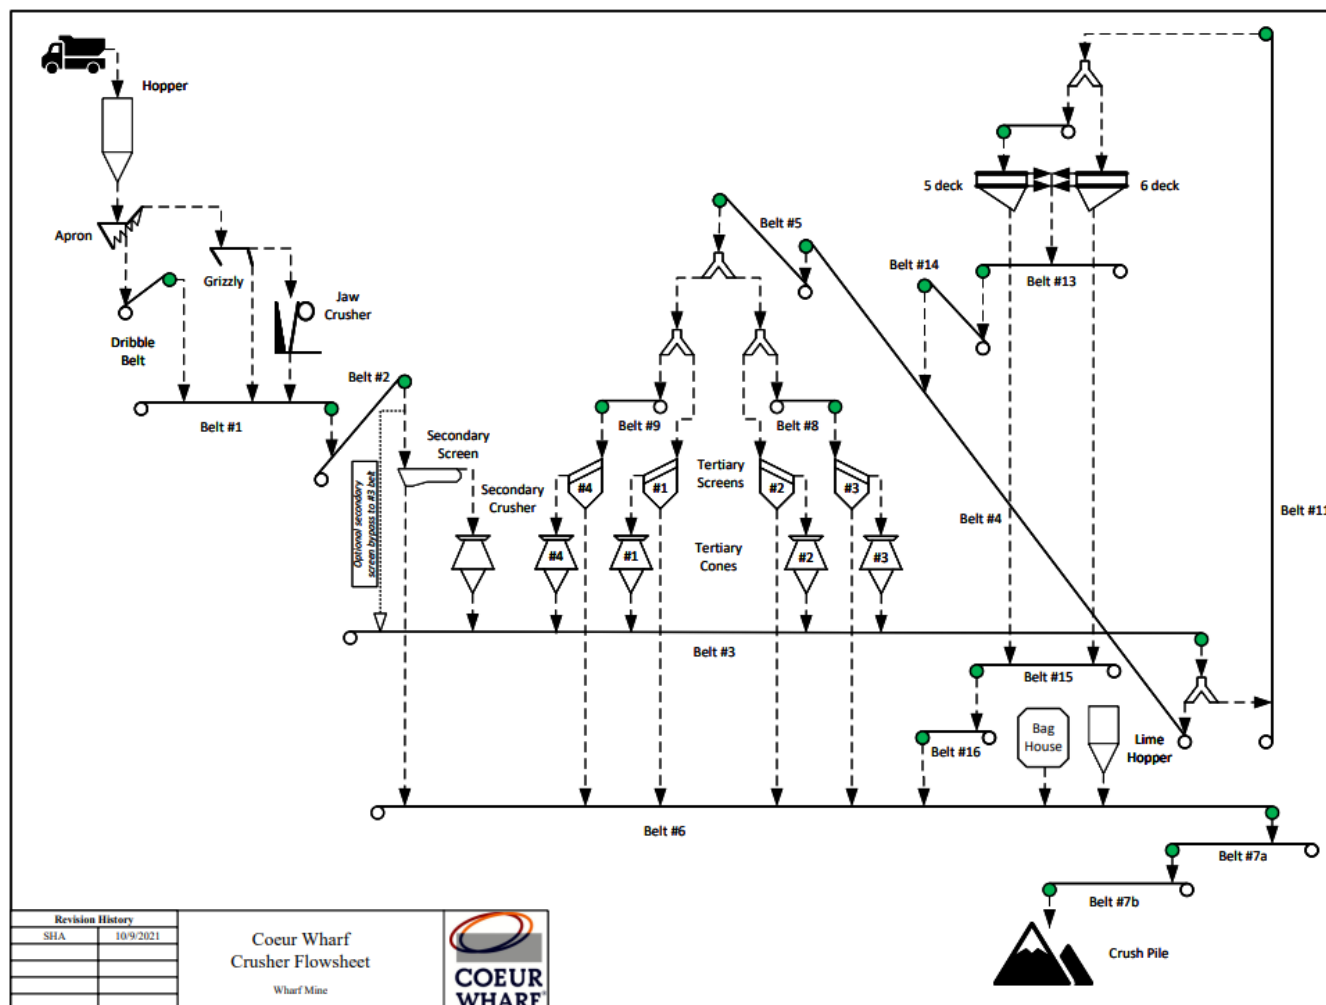 Hopper
Apron
Grizzly
Jaw
Crusher
Dribble
Belt
Belt #1
Belt #2
Optional secondary
screen bypass to #3 belt
Secondary
Screen
Secondary
Crusher
Belt #5
Belt #9
Belt #8
#4
#1
Tertiary
Screens
#2
#3
#4
#1
Tertiary
Cones
#2
#3
5 deck
6 deck
Belt #14
Belt #13
Belt #4
Belt #11
Belt #3
Belt #15
Belt #16
Bag
House
Lime
Hopper
Belt #6
Belt #7a
Belt #7b
Crush Pile
Revision History
SHA 10/9/2021
Coeur Wharf
Crusher Flowsheet
Wharf Mine
COEUR
WHARF